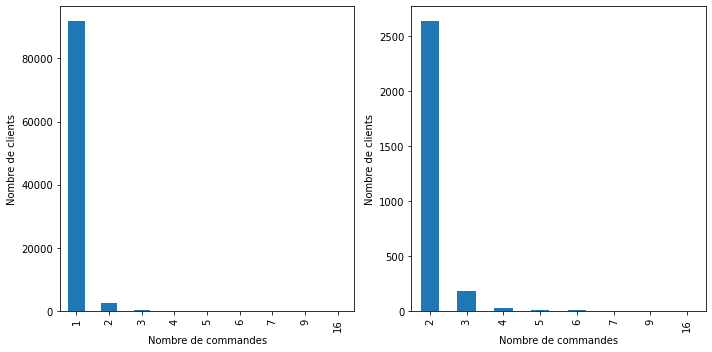 80000
60000
40000
20000
0
Nombre de clients
1 2 3 4 5 6 7 9 16
Nombre de commandes
2500
2000
1500
1000
500
0
Nombre de clients
2 3 4 5 6 7 9 16
Nombre de commandes